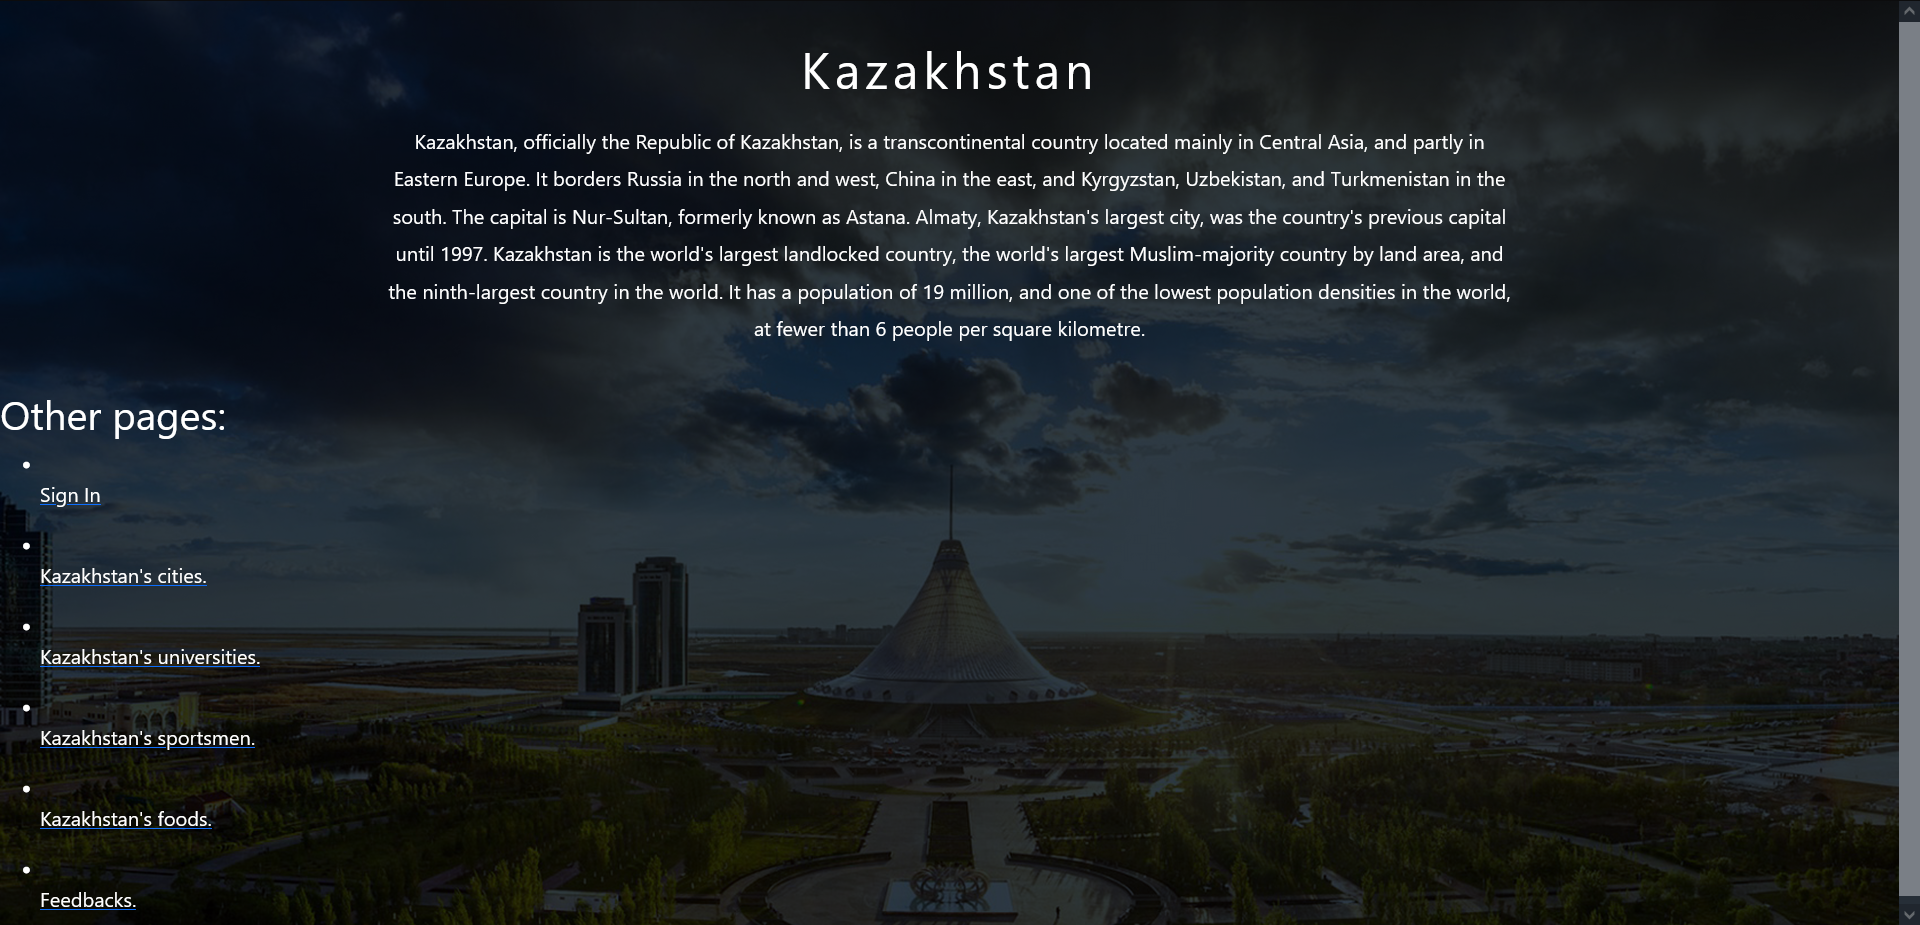 Kazakhstan
Kazakhstan, officially the Republic of Kazakhstan, is a transcontinental country located mainly in Central Asia, and partly in
Eastern Europe. It borders Russia in the north and west, China in the east, and Kyrgyzstan, Uzbekistan, and Turkmenistan in the
south. The capital is Nur-Sultan, formerly known as Astana. Almaty, Kazakhstan's largest city, was the country's previous capital
until 1997. Kazakhstan is the world's largest landlocked country, the world's largest Muslim-majority country by land area, and
the ninth-largest country in the world. It has a population of 19 million, and one of the lowest population densities in the world,
at fewer than 6 people per square kilometre.
Other pages:
Sign In
Kazakhstan's cities.
Kazakhstan's universities.
Kazakhstan's sportsmen.
Kazakhstan's foods.
Feedbacks.